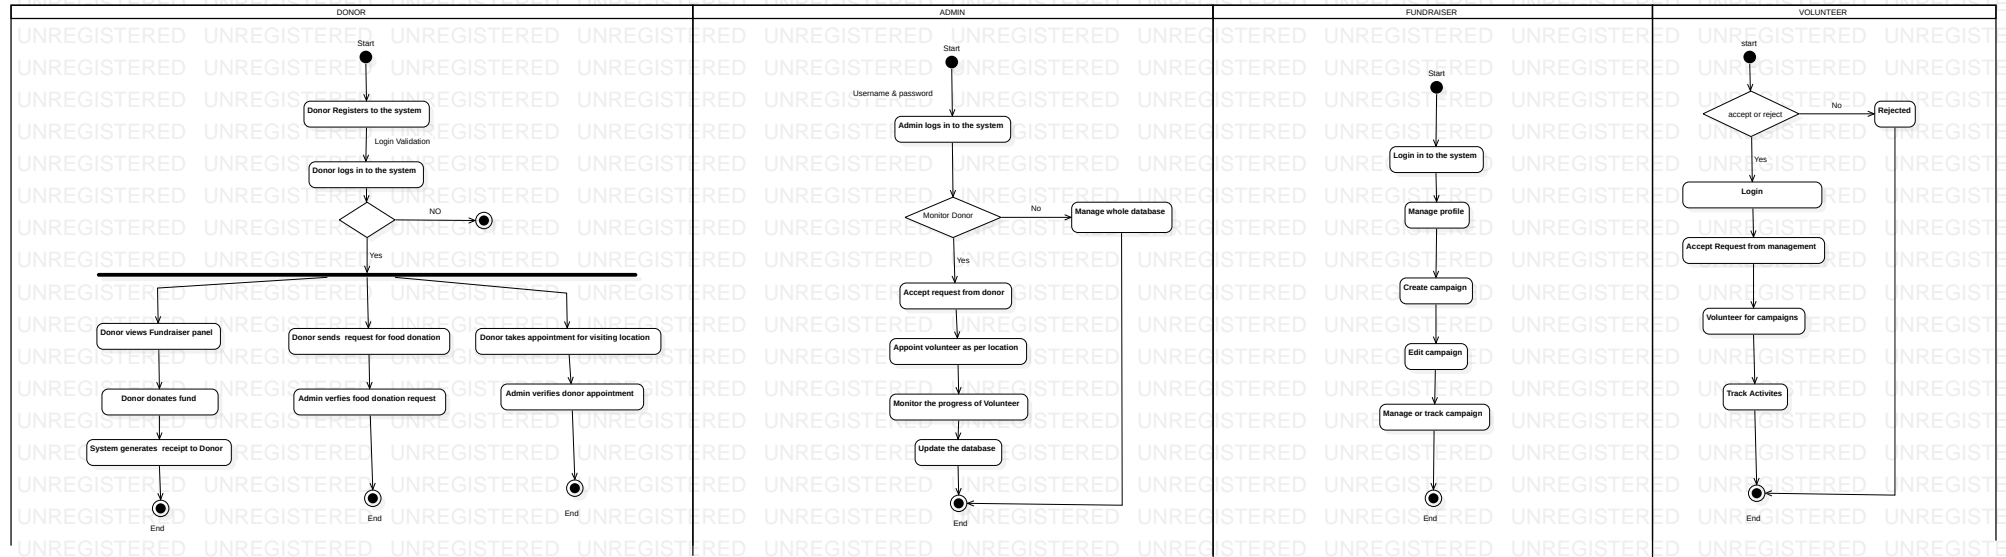 DONOR
Start
Donor Registers to the system
Login Validation
Donor logs in to the system
NO
Yes
Donor views Fundraiser panel
Donor sends  request for food donation
Donor takes appointment for visiting location
Donor donates fund
Admin verfies food donation request
Admin verifies donor appointment
System generates  receipt to Donor
End
End
End
ADMIN
Start
Username & password
Admin logs in to the system
Monitor Donor
No
Manage whole database
Yes
Accept request from donor
Appoint volunteer as per location
Monitor the progress of Volunteer
Update the database
End
FUNDRAISER
Start
Login in to the system
Manage profile
Create campaign
Edit campaign
Manage or track campaign
End
VOLUNTEER
start
accept or reject
No
Rejected
Yes
Login
Accept Request from management
Volunteer for campaigns
Track Activites
End
UNREGISTERED